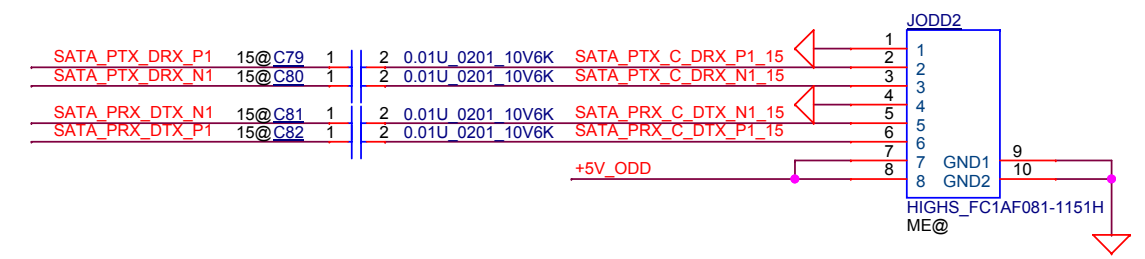 JODD2
1 1
SATA_PTX_DRX_P1 15@ C79 1 2 0.01U_0201_10V6K SATA_PTX_C_DRX_P1_15 2 2
SATA_PTX_DRX_N1 15@ C80 1 2 0.01U_0201_10V6K SATA_PTX_C_DRX_N1_15 3 3
4 4
SATA_PRX_DTX_N1 15@ C81 1 2 0.01U_0201_10V6K SATA_PRX_C_DTX_N1_15 5 5
SATA_PRX_DTX_P1 15@ C82 1 2 0.01U_0201_10V6K SATA_PRX_C_DTX_P1_15 6 6
7 7 GND1 9
+5V_ODD 8 8 GND2 10
HIGHS_FC1AF081-1151H
ME@